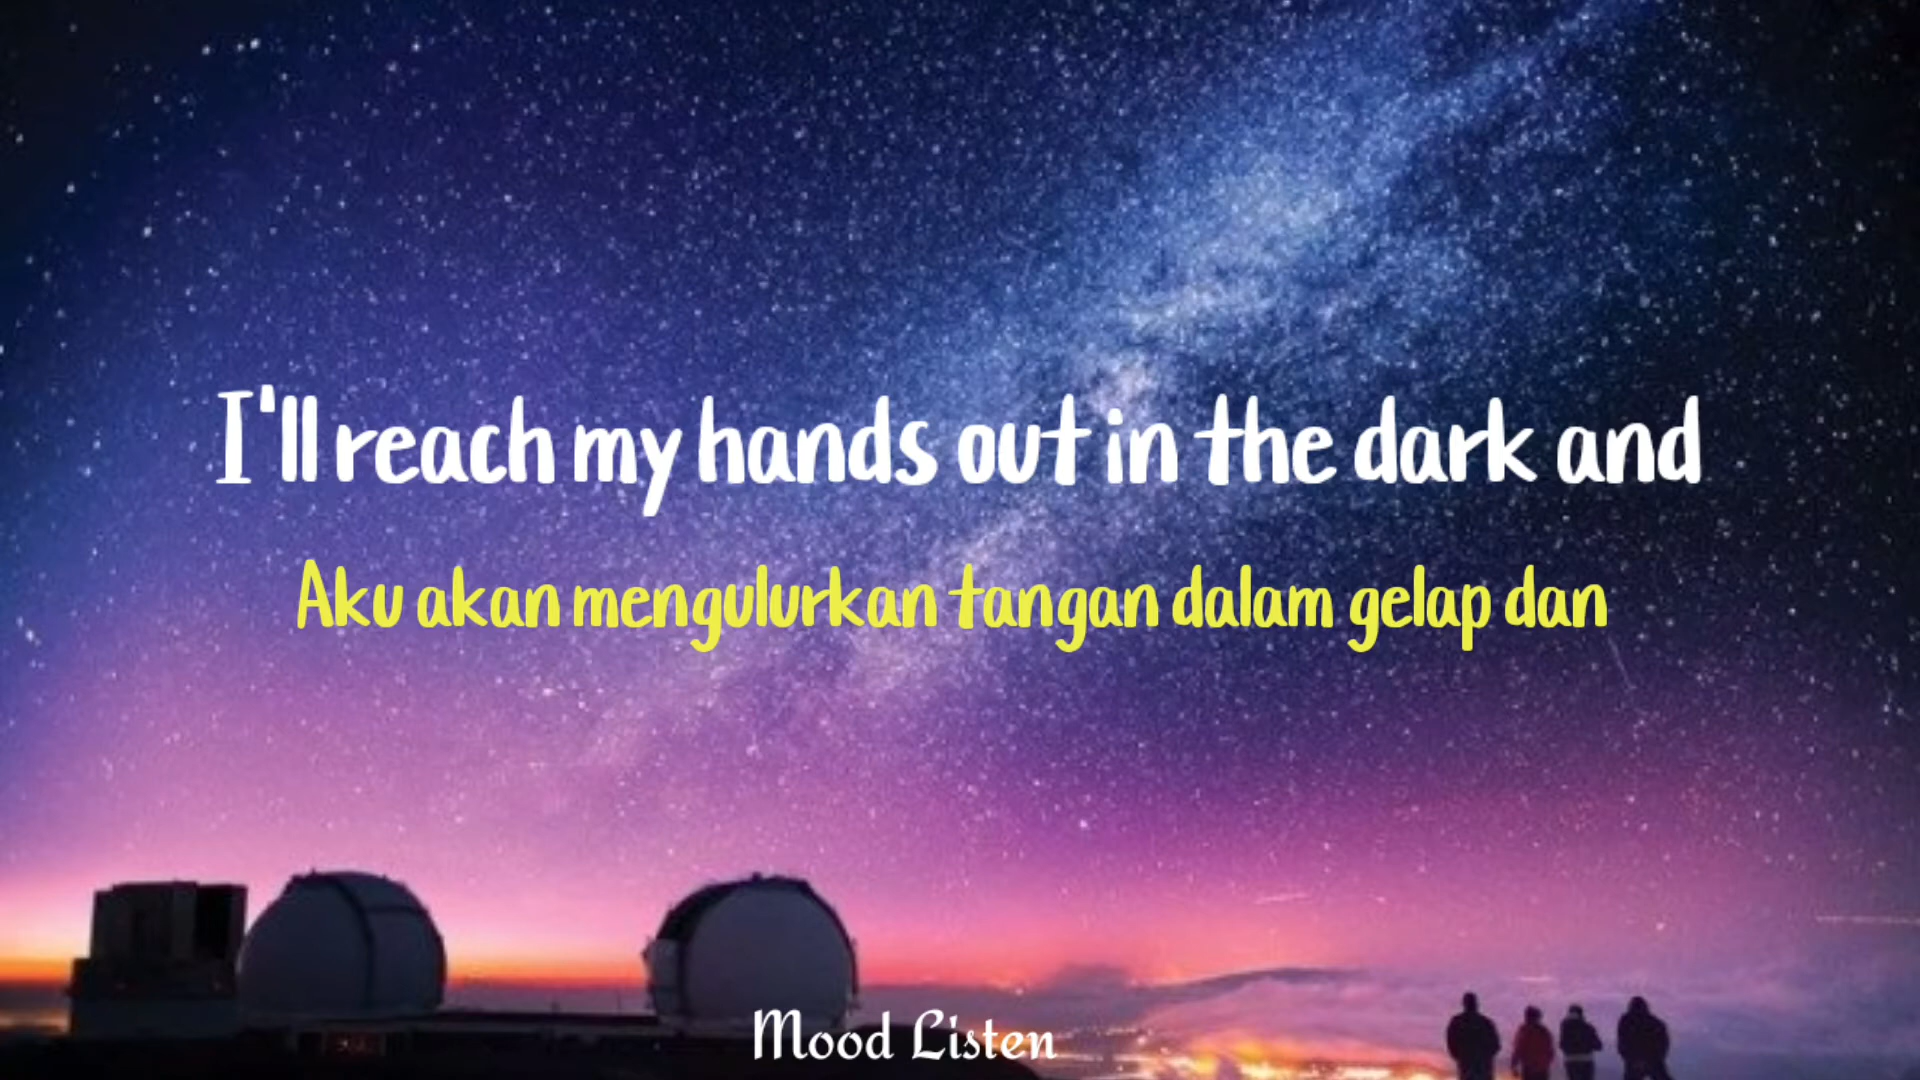 I'll reach my hands out in the dark and
Aku akan mengulurkan tangan dalam gelap dan
Mood Listen